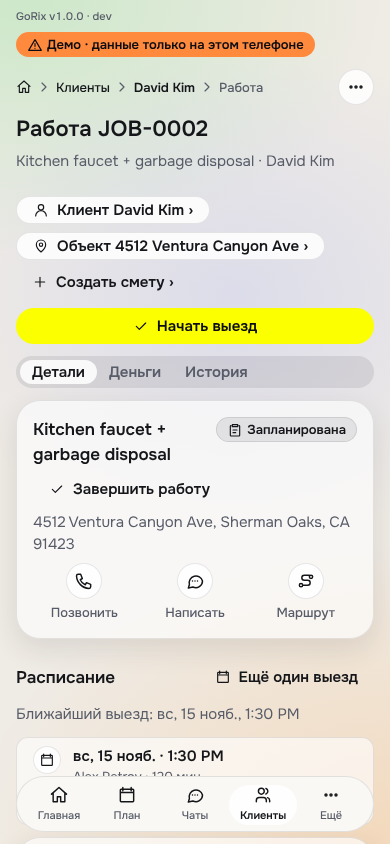 GoRix v1.0.0 · dev
Демо · данные только на этом телефоне
Клиенты
David Kim
Работа
Работа JOB-0002
Kitchen faucet + garbage disposal · David Kim
Клиент David Kim ›
Объект 4512 Ventura Canyon Ave ›
Создать смету ›
Начать выезд
Детали
Деньги
История
Kitchen faucet +
garbage disposal
Запланирована
Завершить работу
4512 Ventura Canyon Ave, Sherman Oaks, CA
91423
Позвонить
Написать
Маршрут
Расписание
Ещё один выезд
Ближайший выезд: вс, 15 нояб., 1:30 PM
вс, 15 нояб. · 1:30 PM
Главная
План
Чаты
Клиенты
Ещё